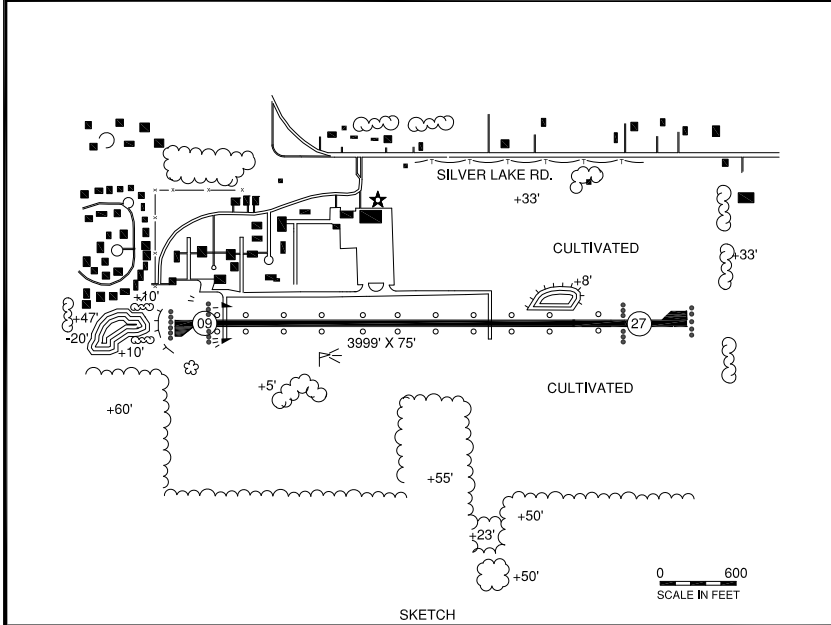 SILVER LAKE RD.
+33'
CULTIVATED
+33'
+8'
+10'
+47'
-20'
+10'
09
27
3999' X 75'
+5'
CULTIVATED
+60'
+55'
+50'
+23'
+50'
0 600
SCALE IN FEET
SKETCH